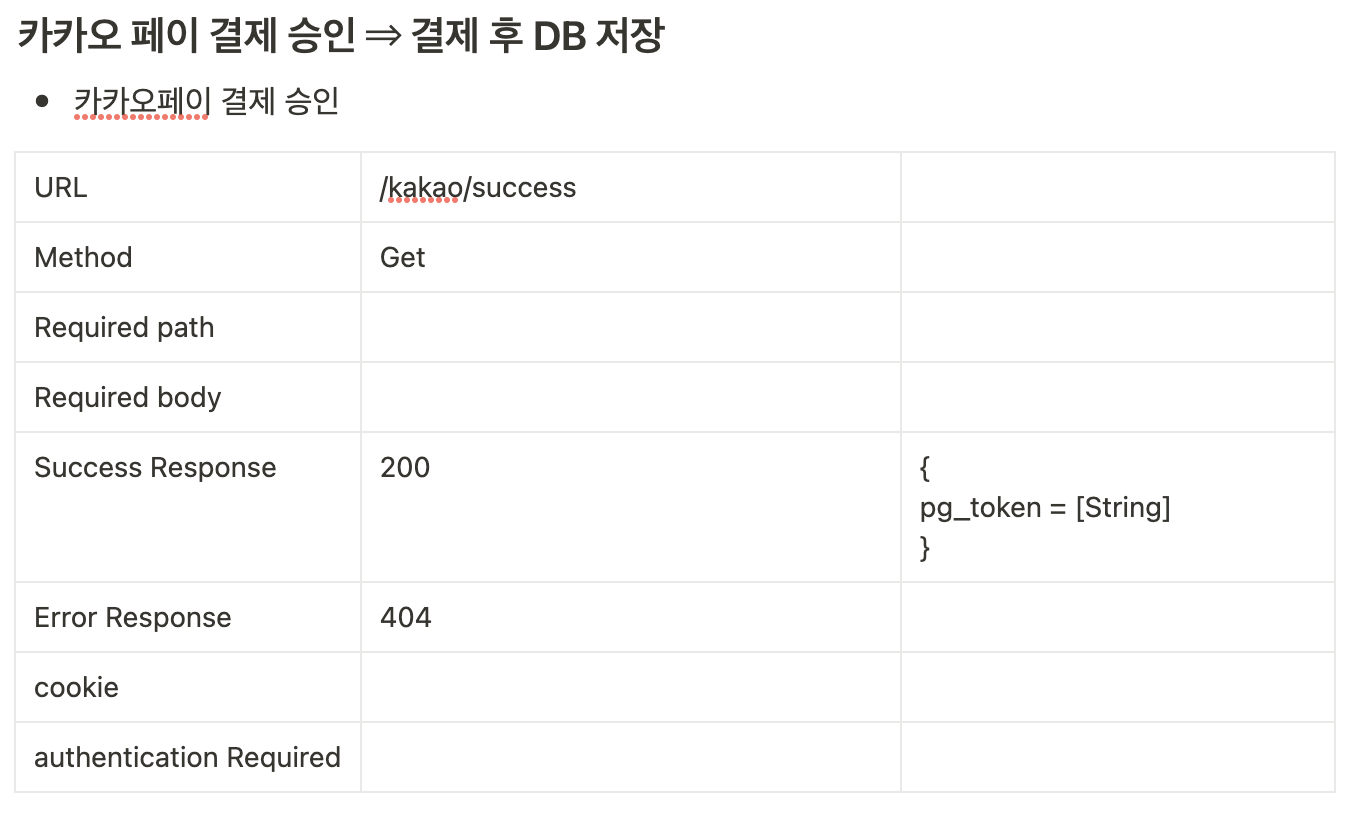 카카오 페이 결제 승인 ⇒ 결제 후 DB 저장
• 카카오페이 결제 승인
URL /kakao/success
Method Get
Required path
Required body
Success Response 200 {
pg_token = [String]
}
Error Response 404
cookie
authentication Required